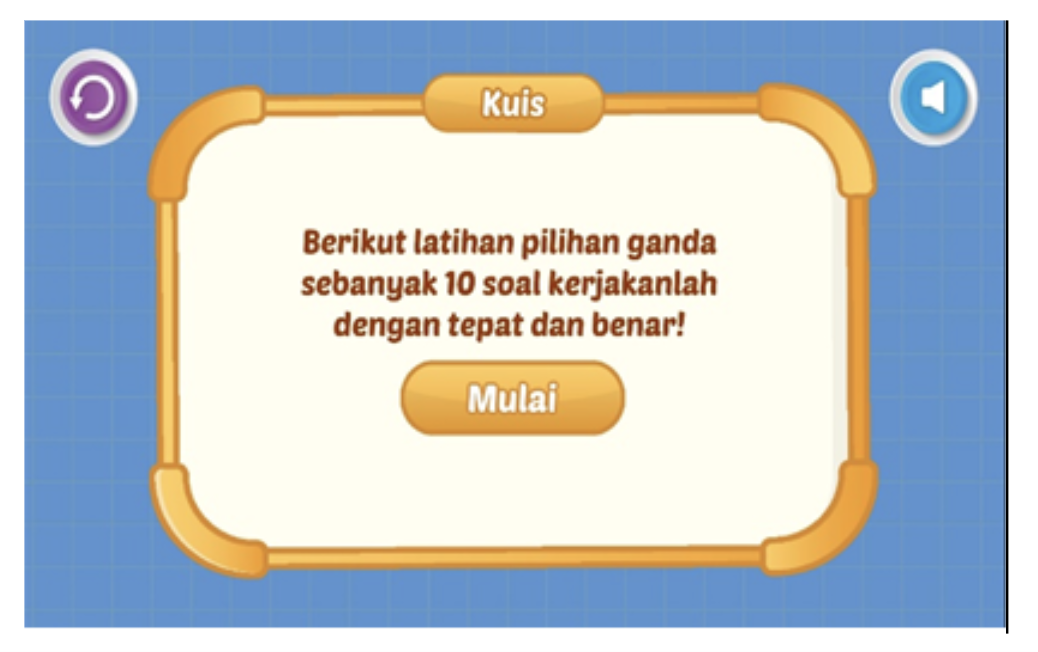 Kuis
Berikut latihan pilihan ganda
sebanyak 10 soal kerjakanlah
dengan tepat dan benar!
Mulai